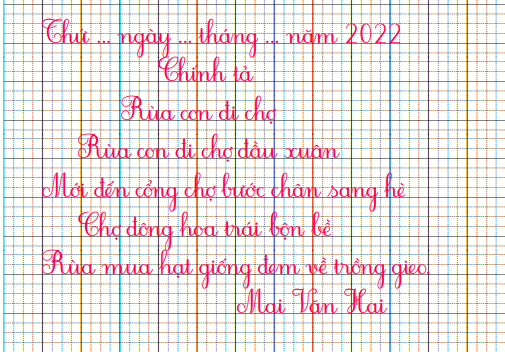 Thứ ... ngày ... tháng ... năm 2022
Chính tả
Rùa con đi chợ
Rùa con đi chợ đầu xuân
Mới đến cổng chợ bước chân sang hè
Chợ đông hoa trái bộn bề
Rùa mua hạt giống đem về trồng gieo.
Mai Văn Hai